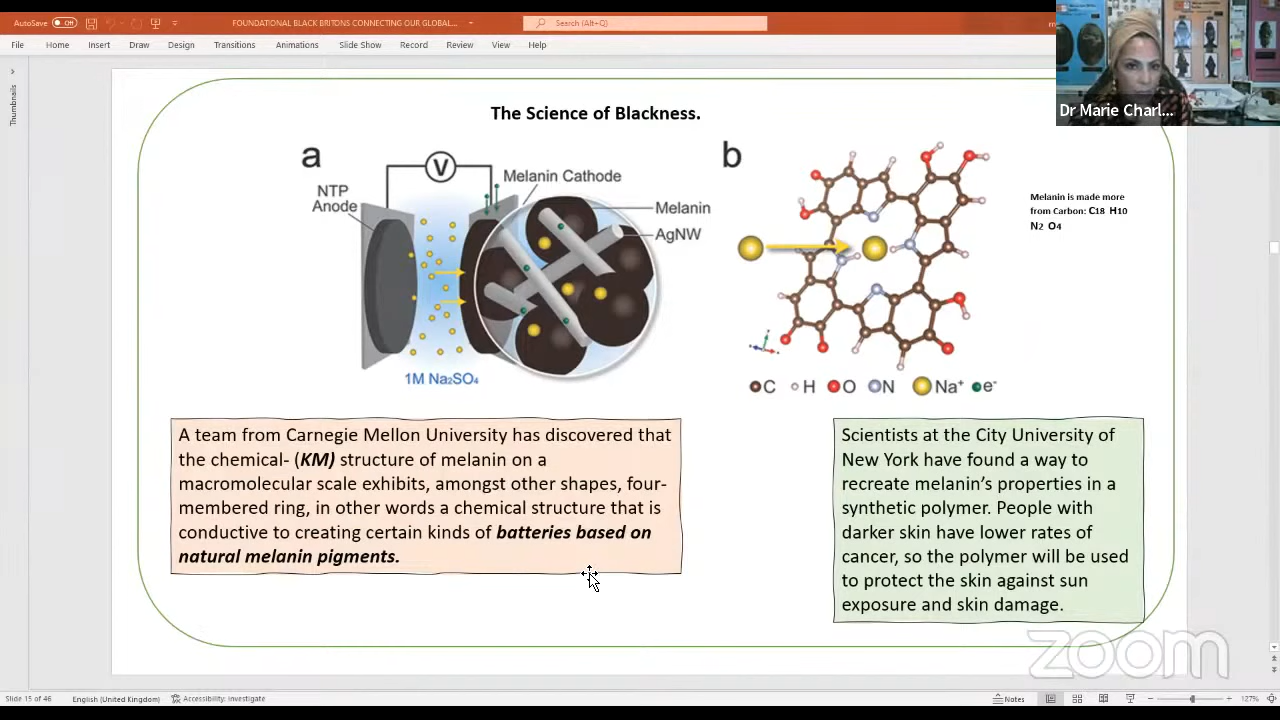 AutoSave Off
FOUNDATIONAL BLACK BRITONS CONNECTING OUR GLOBAL...
Search (Alt+Q)
File Home Insert Draw Design Transitions Animations Slide Show Record Review View Help
Dr Marie Charl...
Thumbnails
The Science of Blackness.
a
V
NTP
Anode
Melanin Cathode
Melanin
AgNW
1M Na₂SO₄
b
Melanin is made more
from Carbon: C18 H10
N2 O4
C H O N Na⁺ e⁻
A team from Carnegie Mellon University has discovered that
the chemical- (KM) structure of melanin on a
macromolecular scale exhibits, amongst other shapes, four-
membered ring, in other words a chemical structure that is
conductive to creating certain kinds of batteries based on
natural melanin pigments.
Scientists at the City University of
New York have found a way to
recreate melanin's properties in a
synthetic polymer. People with
darker skin have lower rates of
cancer, so the polymer will be used
to protect the skin against sun
exposure and skin damage.
zoom
Slide 15 of 46 English (United Kingdom) Accessibility: Investigate Notes 127%